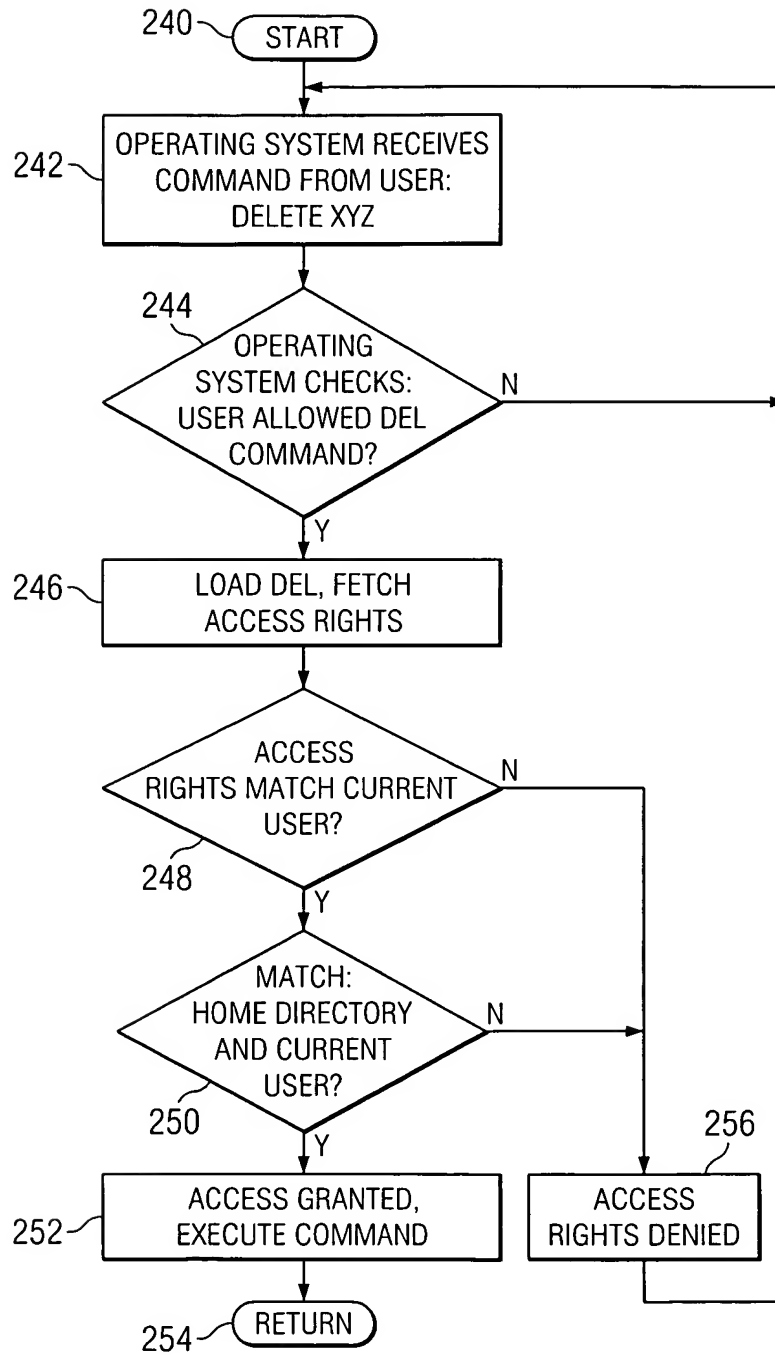 240
START
242
OPERATING SYSTEM RECEIVES
COMMAND FROM USER:
DELETE XYZ
244
OPERATING
SYSTEM CHECKS:
USER ALLOWED DEL
COMMAND?
N
Y
246
LOAD DEL, FETCH
ACCESS RIGHTS
ACCESS
RIGHTS MATCH CURRENT
USER?
N
248
Y
MATCH:
HOME DIRECTORY
AND CURRENT
USER?
N
250
Y
252
ACCESS GRANTED,
EXECUTE COMMAND
256
ACCESS
RIGHTS DENIED
254
RETURN